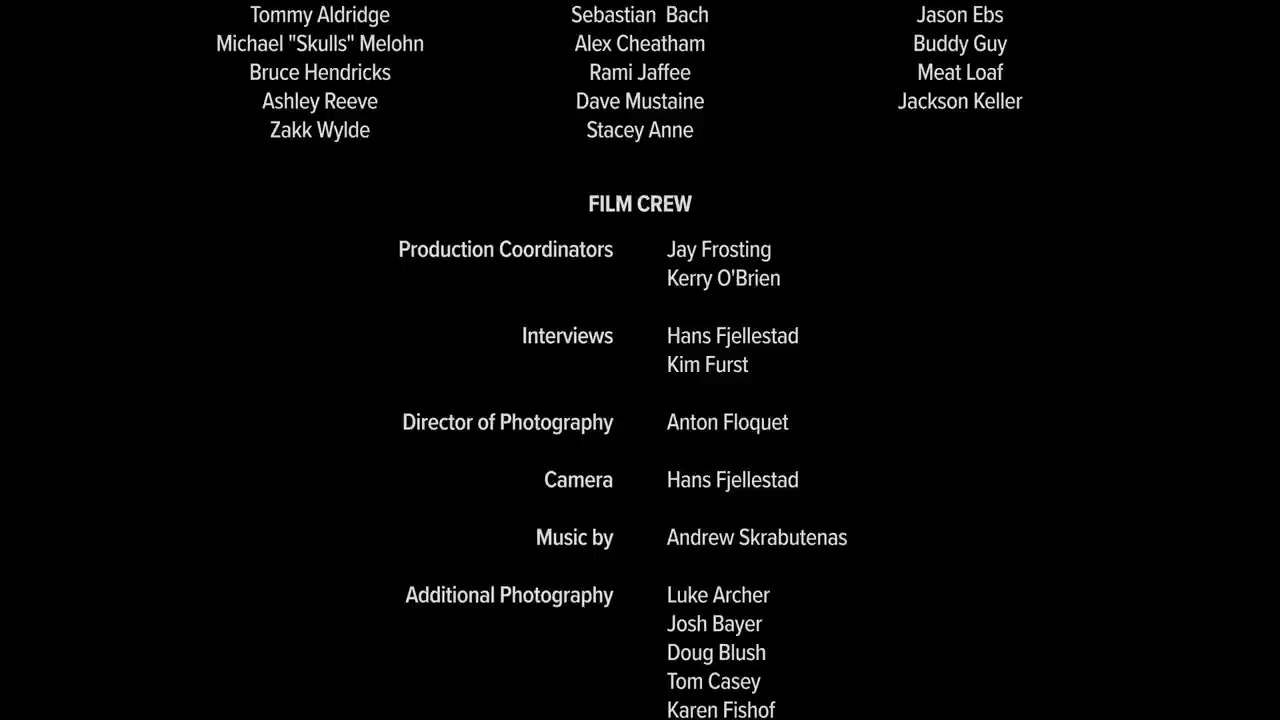 Tommy Aldridge Sebastian Bach Jason Ebs
Michael "Skulls" Melohn Alex Cheatham Buddy Guy
Bruce Hendricks Rami Jaffee Meat Loaf
Ashley Reeve Dave Mustaine Jackson Keller
Zakk Wylde Stacey Anne
FILM CREW
Production Coordinators Jay Frosting
Kerry O'Brien
Interviews Hans Fjellestad
Kim Furst
Director of Photography Anton Floquet
Camera Hans Fjellestad
Music by Andrew Skrabutenas
Additional Photography Luke Archer
Josh Bayer
Doug Blush
Tom Casey
Karen Fishof